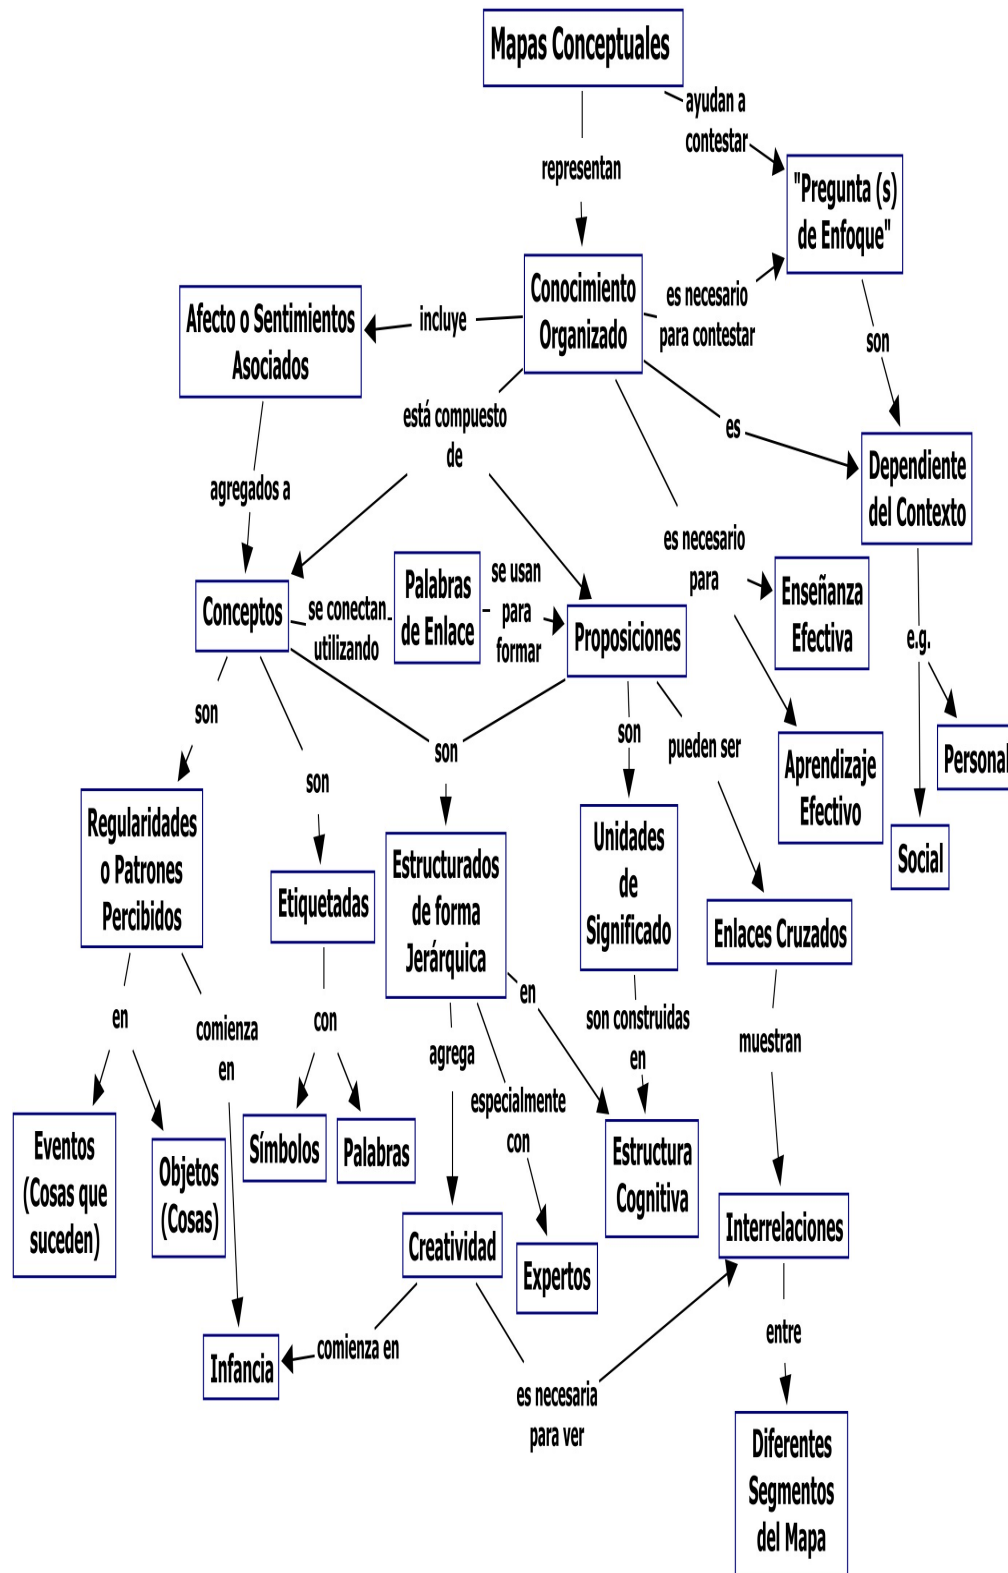 Mapas Conceptuales
ayudan a
contestar
representan
"Pregunta (s)
de Enfoque"
Conocimiento
Organizado
es necesario
para contestar
incluye
Afecto o Sentimientos
Asociados
son
está compuesto
de
es
Dependiente
del Contexto
agregados a
es necesario
para
Conceptos
se conectan
utilizando
Palabras
de Enlace
se usan
para
formar
Proposiciones
Enseñanza
Efectiva
e.g.
son
son
son
son
pueden ser
Aprendizaje
Efectivo
Personal
Social
Regularidades
o Patrones
Percibidos
Etiquetadas
Estructurados
de forma
Jerárquica
Unidades
de
Significado
Enlaces Cruzados
en
comienza
en
con
agrega
especialmente
con
en
son construidas
en
muestran
Eventos
(Cosas que
suceden)
Objetos
(Cosas)
Símbolos
Palabras
Estructura
Cognitiva
Creatividad
Expertos
Interrelaciones
Infancia
comienza en
es necesaria
para ver
entre
Diferentes
Segmentos
del Mapa